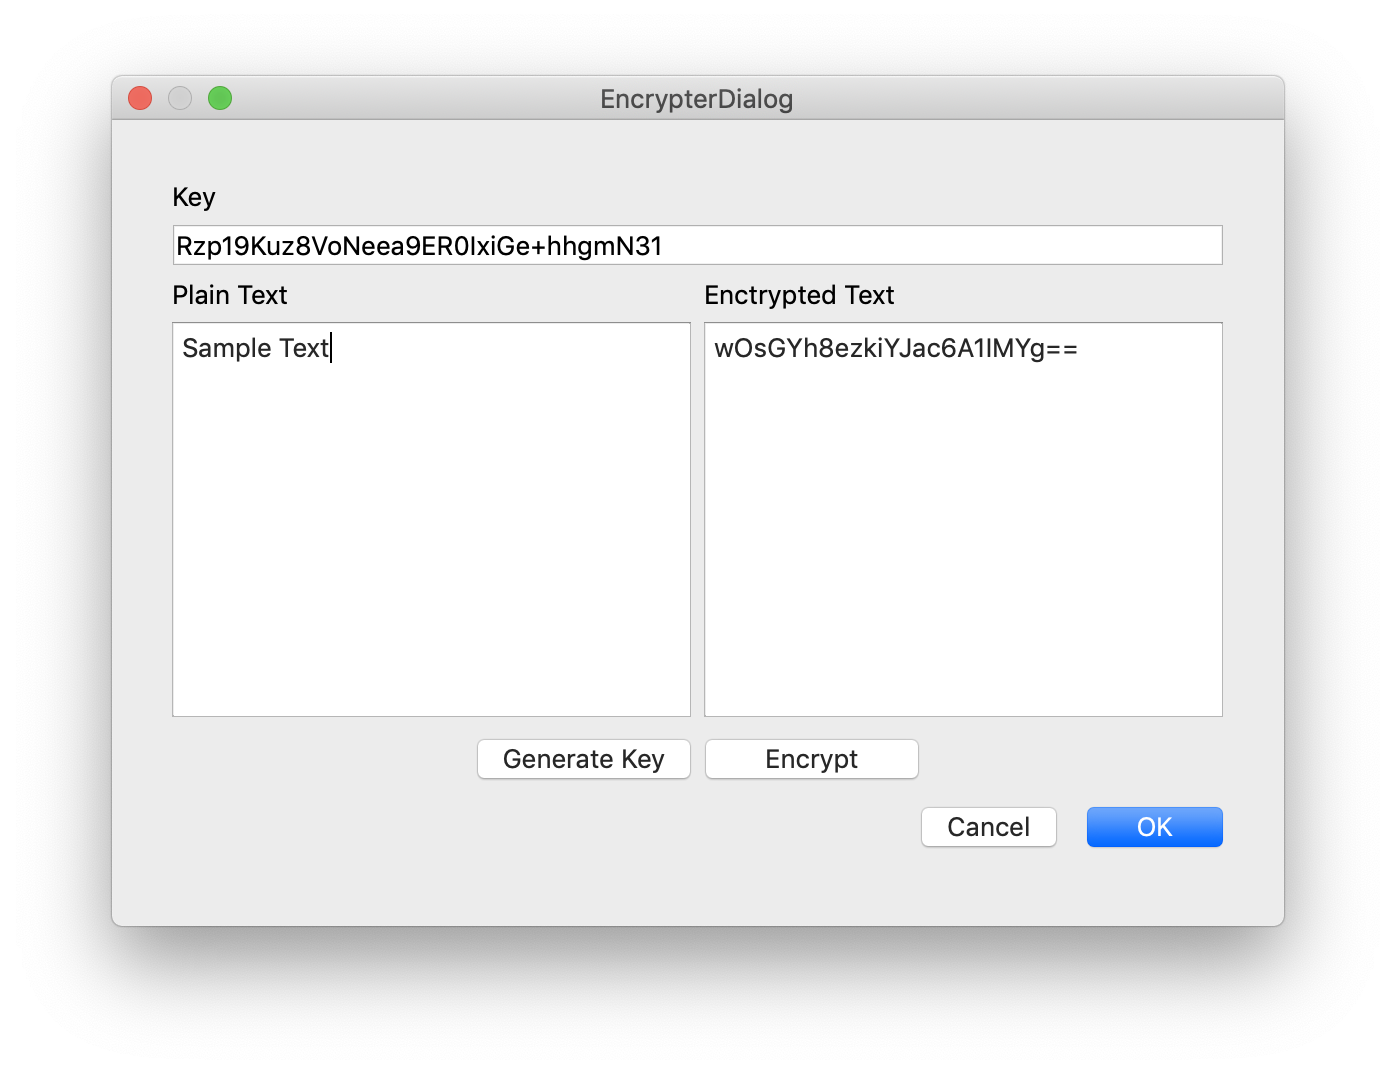 EncrypterDialog
Key
Rzp19Kuz8VoNeea9ER0IxiGe+hhgmN31
Plain Text
Enctrypted Text
Sample Text
wOsGYh8ezkiYJac6A1IMYg==
Generate Key
Encrypt
Cancel
OK